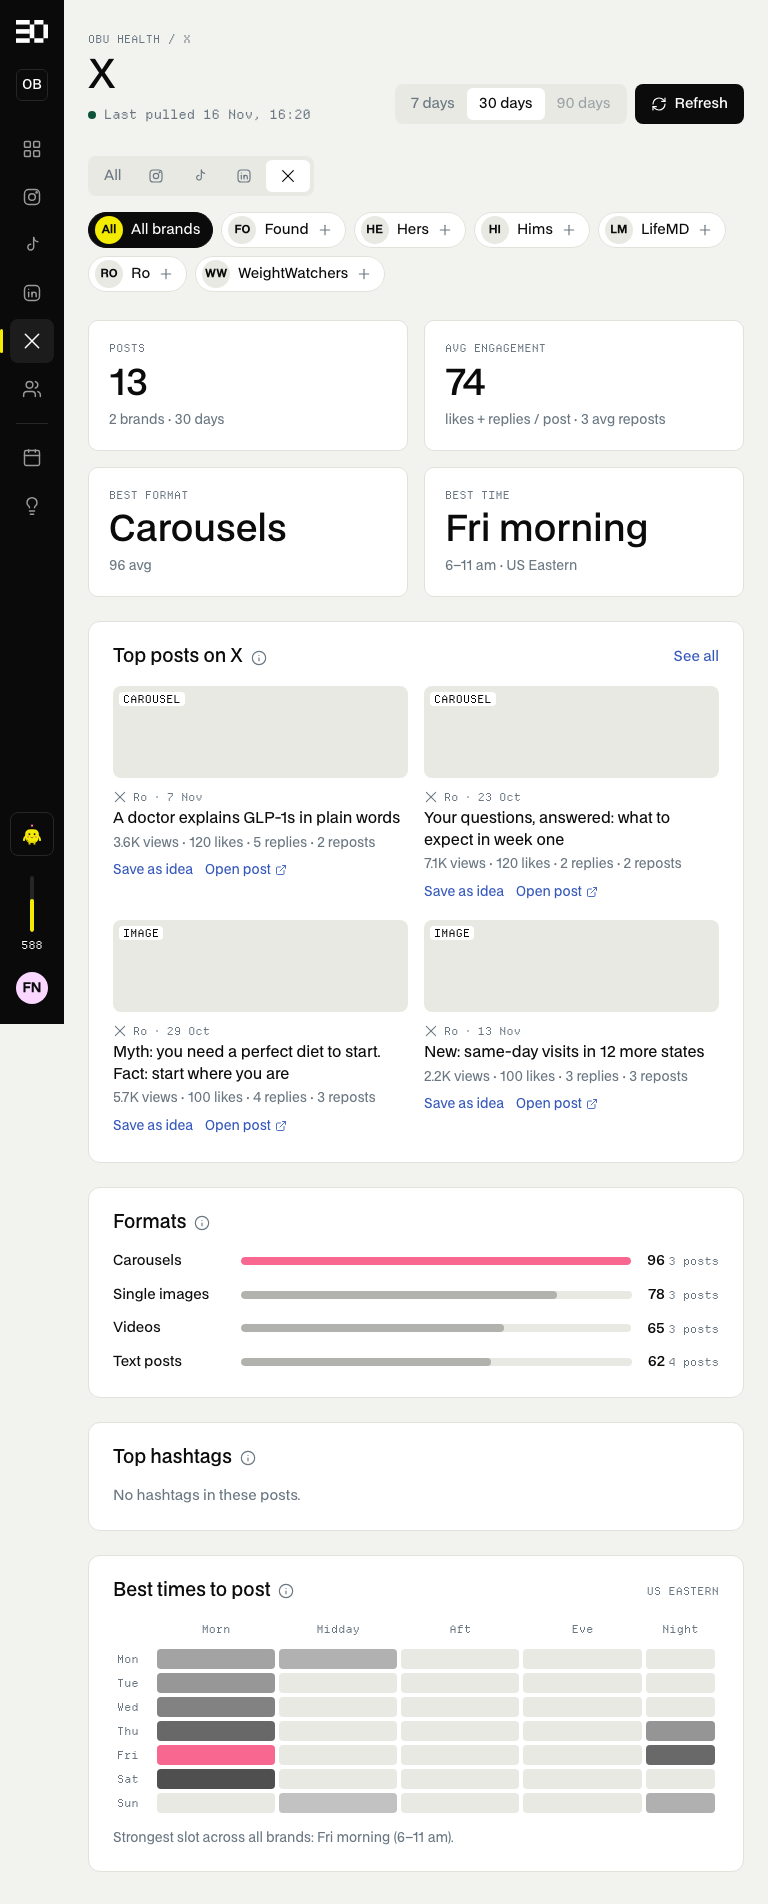 OBU HEALTH / X
X
Last pulled 16 Nov, 16:20
7 days 30 days 90 days Refresh
OB
All
All All brands FO Found HE Hers HI Hims LM LifeMD
RO Ro WW WeightWatchers
POSTS
13
2 brands · 30 days
AVG ENGAGEMENT
74
likes + replies / post · 3 avg reposts
BEST FORMAT
Carousels
96 avg
BEST TIME
Fri morning
6–11 am · US Eastern
Top posts on X
See all
CAROUSEL
Ro · 7 Nov
A doctor explains GLP-1s in plain words
3.6K views · 120 likes · 5 replies · 2 reposts
Save as idea Open post
CAROUSEL
Ro · 23 Oct
Your questions, answered: what to
expect in week one
7.1K views · 120 likes · 2 replies · 2 reposts
Save as idea Open post
IMAGE
Ro · 29 Oct
Myth: you need a perfect diet to start.
Fact: start where you are
5.7K views · 100 likes · 4 replies · 3 reposts
Save as idea Open post
IMAGE
Ro · 13 Nov
New: same-day visits in 12 more states
2.2K views · 100 likes · 3 replies · 3 reposts
Save as idea Open post
588
FN
Formats
Carousels 96 3 posts
Single images 78 3 posts
Videos 65 3 posts
Text posts 62 4 posts
Top hashtags
No hashtags in these posts.
Best times to post
US EASTERN
Morn Midday Aft Eve Night
Mon
Tue
Wed
Thu
Fri
Sat
Sun
Strongest slot across all brands: Fri morning (6–11 am).